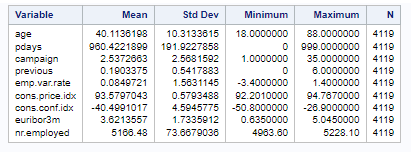 Variable Mean Std Dev Minimum Maximum N
age 40.1136198 10.3133615 18.0000000 88.0000000 4119
pdays 960.4221899 191.9227858 0 999.0000000 4119
campaign 2.5372663 2.5681592 1.0000000 35.0000000 4119
previous 0.1903375 0.5417883 0 6.0000000 4119
emp.var.rate 0.0849721 1.5631145 -3.4000000 1.4000000 4119
cons.price.idx 93.5797043 0.5793488 92.2010000 94.7670000 4119
cons.conf.idx -40.4991017 4.5945775 -50.8000000 -26.9000000 4119
euribor3m 3.6213557 1.7335912 0.6350000 5.0450000 4119
nr.employed 5166.48 73.6679036 4963.60 5228.10 4119